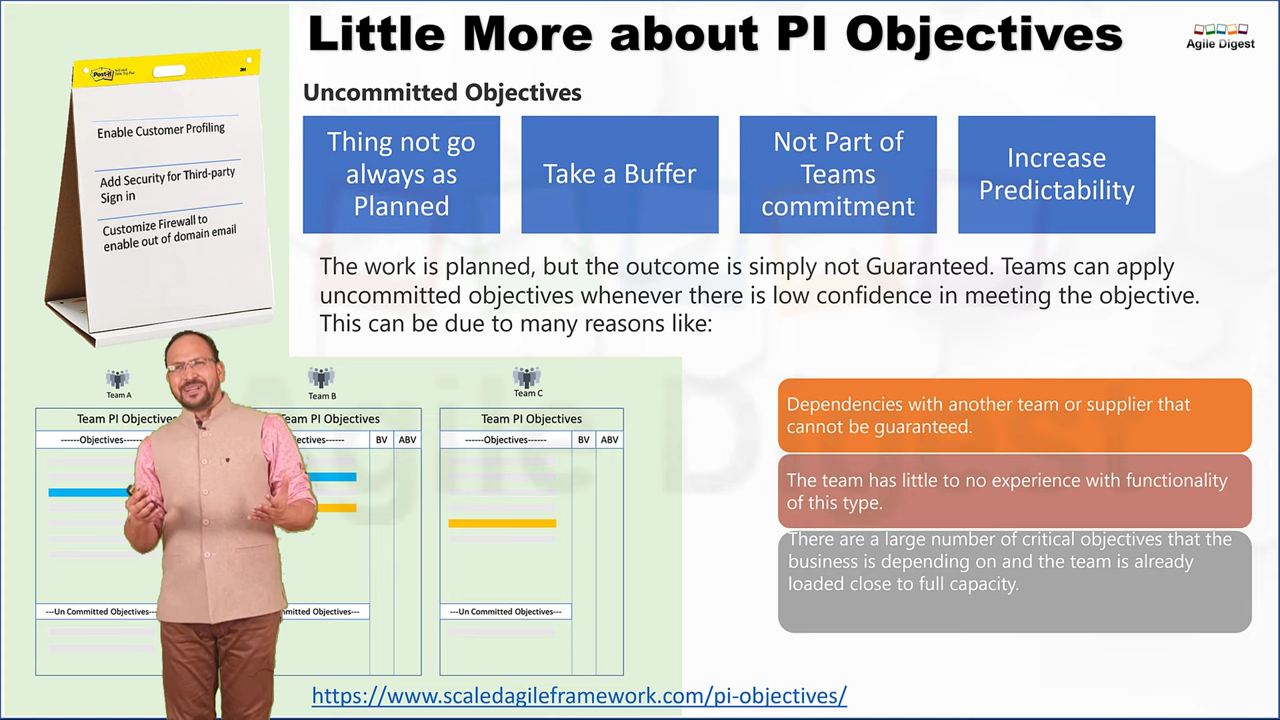 Little More about PI Objectives
Agile Digest
Post-it
Enable Customer Profiling
Add Security for Third-party
Sign in
Customize Firewall to
enable out of domain email
Uncommitted Objectives
Thing not go
always as
Planned
Take a Buffer
Not Part of
Teams
commitment
Increase
Predictability
The work is planned, but the outcome is simply not Guaranteed. Teams can apply
uncommitted objectives whenever there is low confidence in meeting the objective.
This can be due to many reasons like:
Team A
Team PI Objectives
------Objectives------
---Un Committed Objectives---
Team B
Team PI Objectives
BV
ABV
Team C
Team PI Objectives
------Objectives------
BV
ABV
---Un Committed Objectives---
Dependencies with another team or supplier that
cannot be guaranteed.
The team has little to no experience with functionality
of this type.
There are a large number of critical objectives that the
business is depending on and the team is already
loaded close to full capacity.
https://www.scaledagileframework.com/pi-objectives/